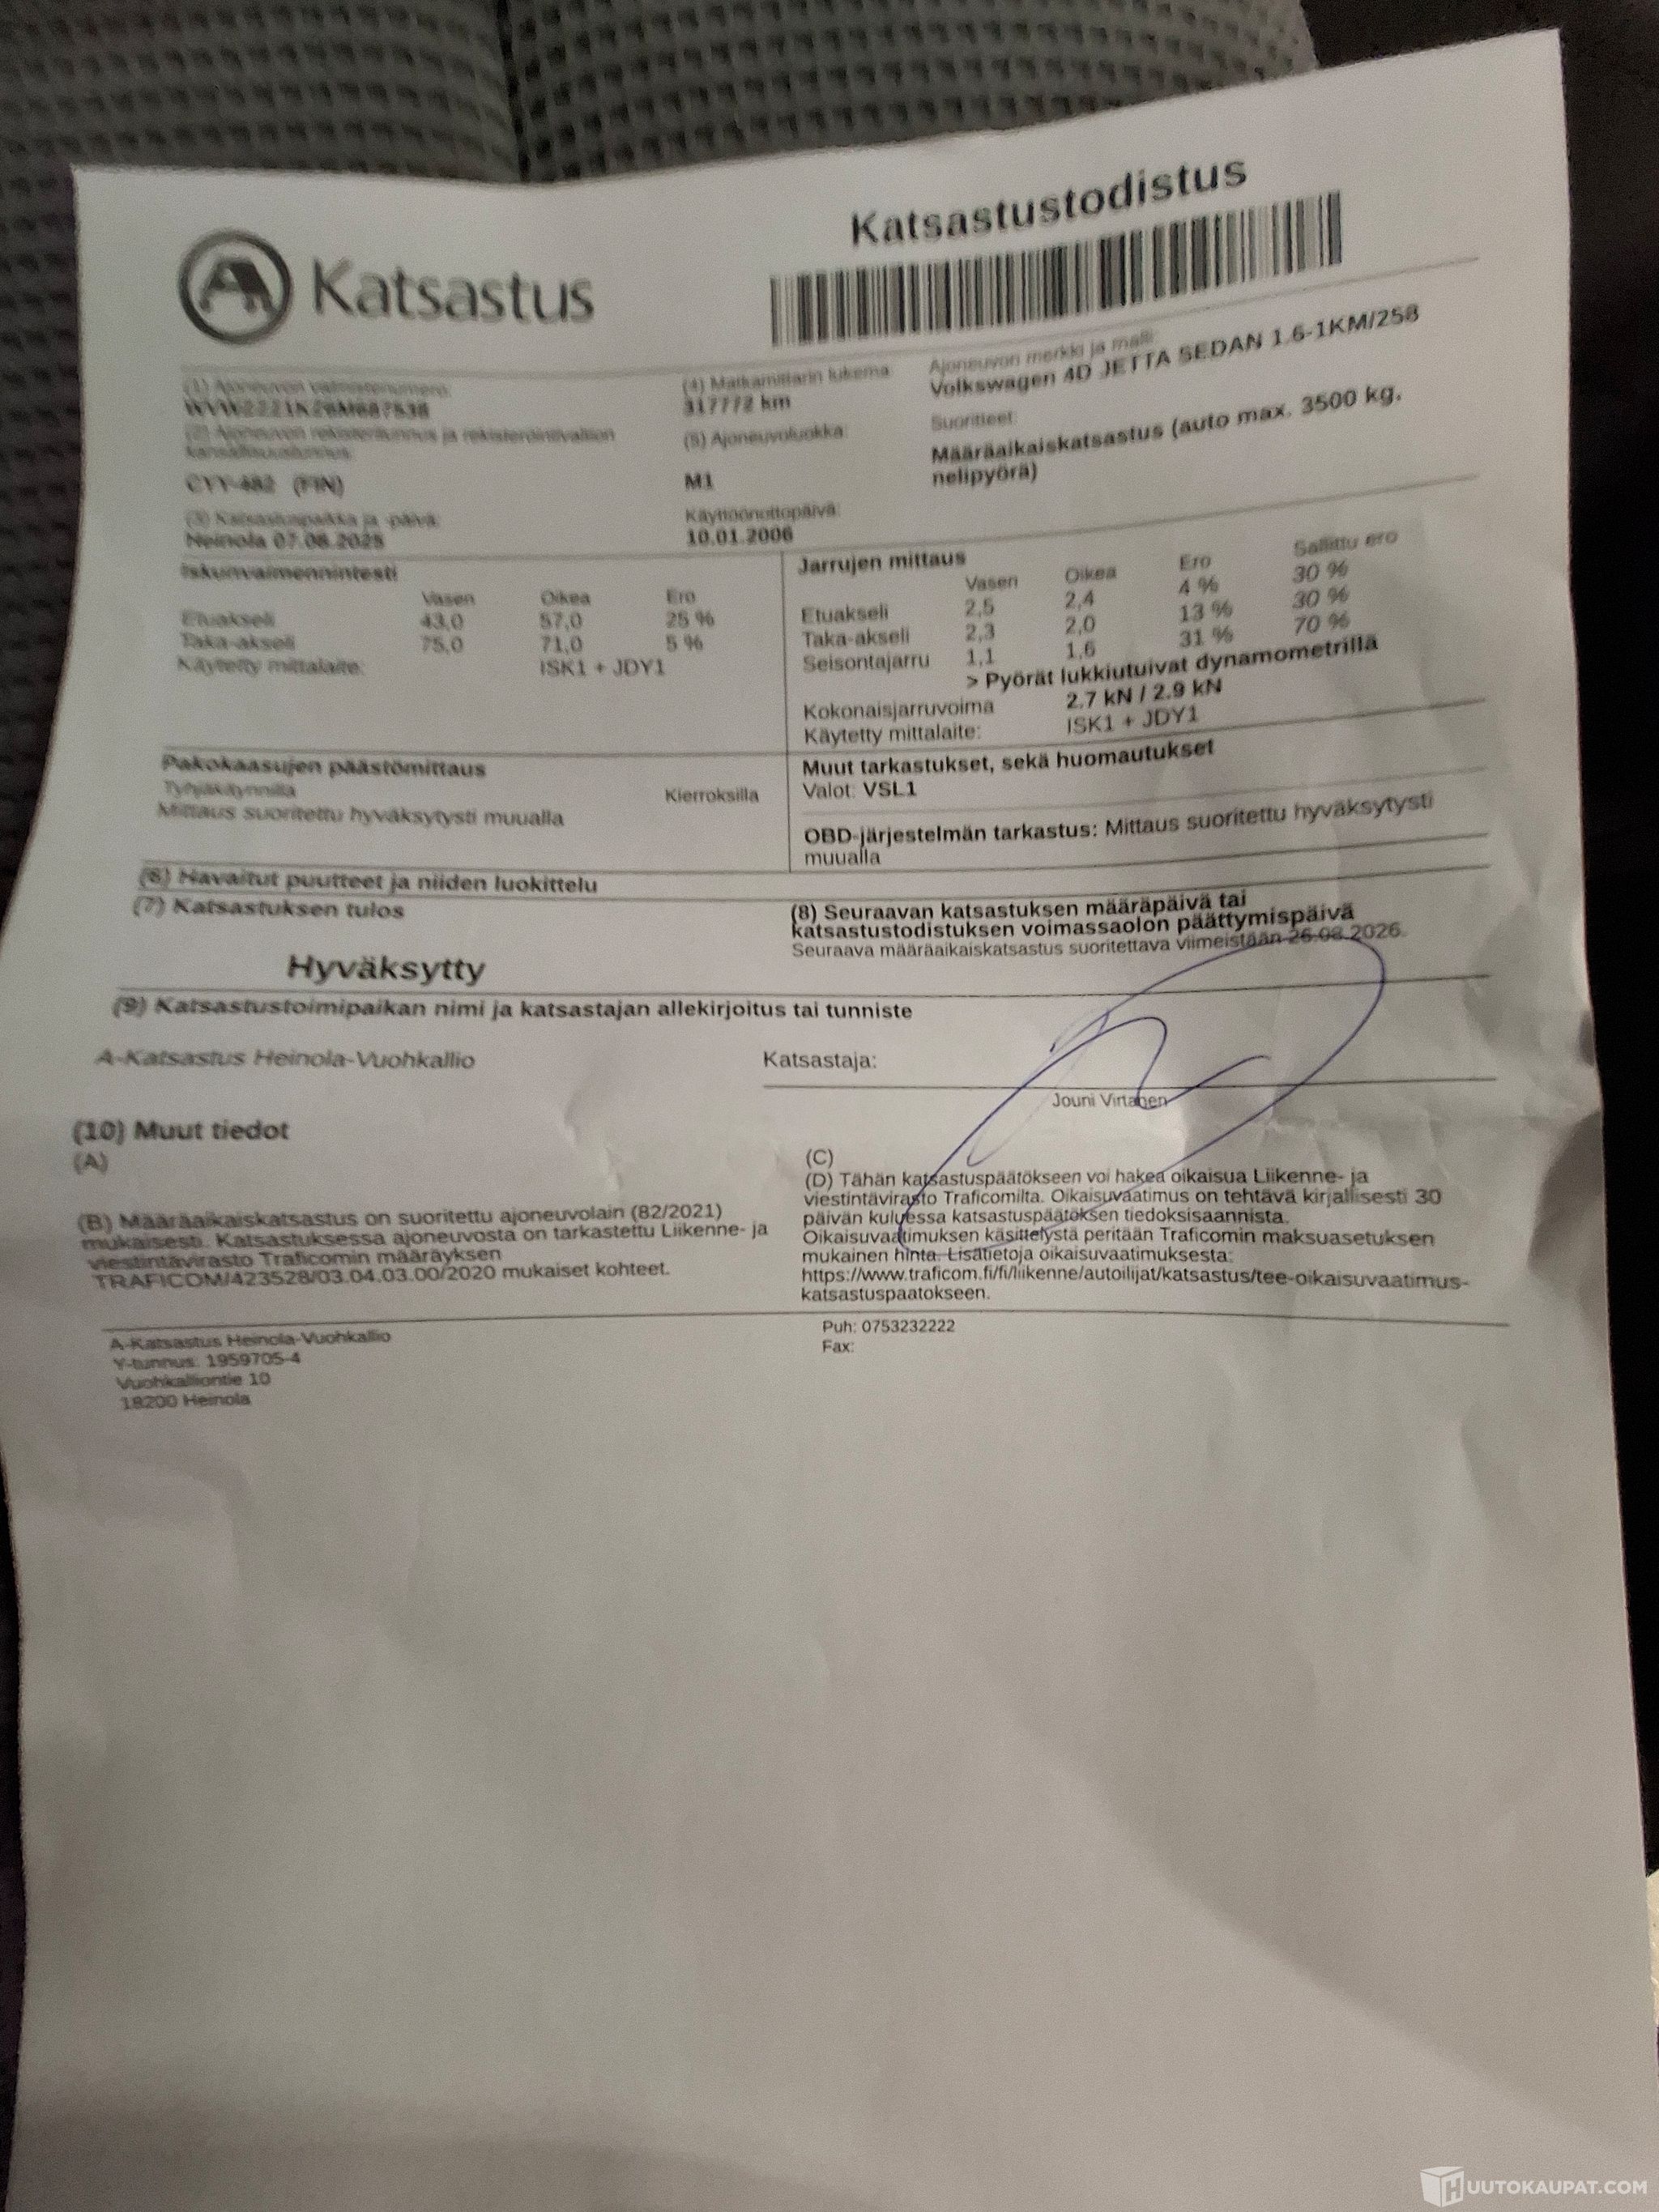 Katsastustodistus
A Katsastus
(1) Ajoneuvon valmistenumero:
(4) Matkamittarin lukema
317772 km
Ajoneuvon merkki ja malli:
Volkswagen 4D JETTA SEDAN 1.6-1KM/258
(2) Ajoneuvon rekisteritunnus ja rekisteröintivaltion
kansallisuustunnus:
CYY-482 (FIN)
(5) Ajoneuvoluokka:
M1
Suoritteet:
Määräaikaiskatsastus (auto max. 3500 kg,
nelipyörä)
(3) Katsastuspaikka ja -päivä:
Heinola 07.08.2025
Käyttöönottopäivä:
10.01.2006
Iskunvaimennintesti
Vasen Oikea Ero
Etuakseli 43,0 57,0 25 %
Taka-akseli 75,0 71,0 5 %
Käytetty mittalaite: ISK1 + JDY1
Jarrujen mittaus
Vasen Oikea Ero Sallittu ero
Etuakseli 2,5 2,4 4 % 30 %
Taka-akseli 2,3 2,0 13 % 30 %
Seisontajarru 1,1 1,6 31 % 70 %
> Pyörät lukkiutuivat dynamometrillä
Kokonaisjarruvoima 2.7 kN / 2.9 kN
Käytetty mittalaite: ISK1 + JDY1
Pakokaasujen päästömittaus
Tyhjäkäynnillä Kierroksilla
Mittaus suoritettu hyväksytysti muualla
Muut tarkastukset, sekä huomautukset
Valot: VSL1
OBD-järjestelmän tarkastus: Mittaus suoritettu hyväksytysti
muualla
(6) Havaitut puutteet ja niiden luokittelu
(7) Katsastuksen tulos
Hyväksytty
(8) Seuraavan katsastuksen määräpäivä tai
katsastustodistuksen voimassaolon päättymispäivä
Seuraava määräaikaiskatsastus suoritettava viimeistään 26.08.2026.
(9) Katsastustoimipaikan nimi ja katsastajan allekirjoitus tai tunniste
A-Katsastus Heinola-Vuohkallio
Katsastaja:
Jouni Virtanen
(10) Muut tiedot
(A)
(B) Määräaikaiskatsastus on suoritettu ajoneuvolain (82/2021)
mukaisesti. Katsastuksessa ajoneuvosta on tarkastettu Liikenne- ja
viestintävirasto Traficomin määräyksen
TRAFICOM/423528/03.04.03.00/2020 mukaiset kohteet.
(C)
(D) Tähän katsastuspäätökseen voi hakea oikaisua Liikenne- ja
viestintävirasto Traficomilta. Oikaisuvaatimus on tehtävä kirjallisesti 30
päivän kuluessa katsastuspäätöksen tiedoksisaannista.
Oikaisuvaatimuksen käsittelystä peritään Traficomin maksuasetuksen
mukainen hinta. Lisätietoja oikaisuvaatimuksesta:
https://www.traficom.fi/fi/liikenne/autoilijat/katsastus/tee-oikaisuvaatimus-
katsastuspaatokseen.
A-Katsastus Heinola-Vuohkallio
Y-tunnus: 1959705-4
Vuohkalliontie 10
18200 Heinola
Puh: 0753232222
Fax:
HUUTOKAUPAT.COM